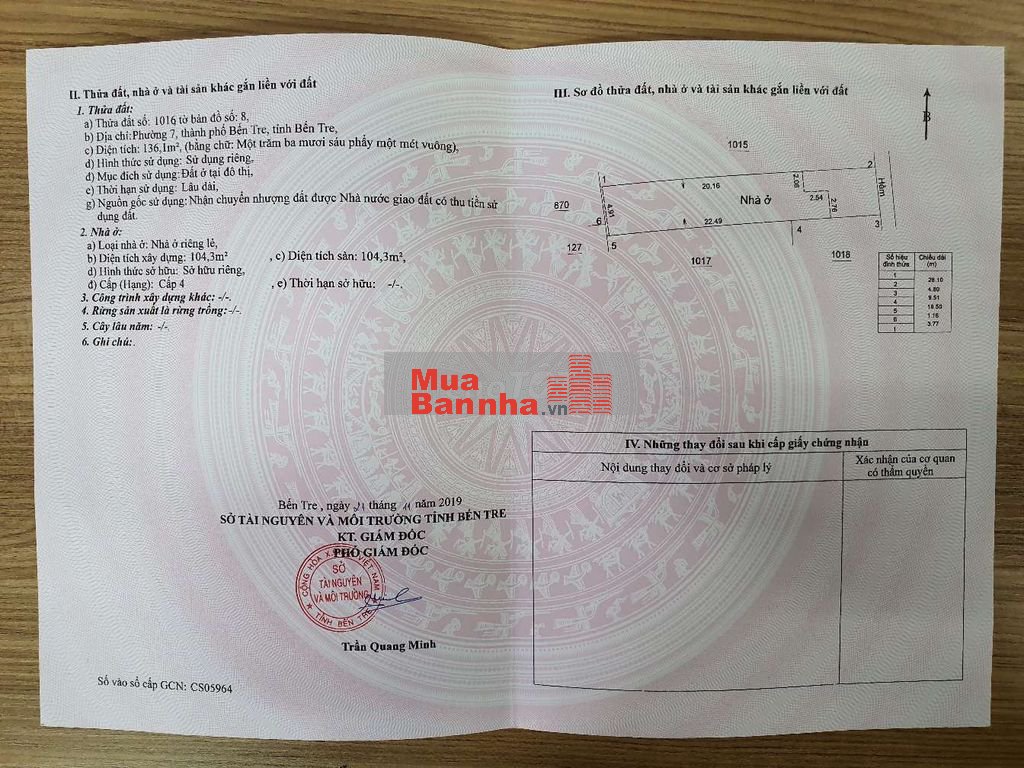 II. Thửa đất, nhà ở và tài sản khác gắn liền với đất
1. Thửa đất:
a) Thửa đất số: 1016 tờ bản đồ số: 8,
b) Địa chỉ: Phường 7, thành phố Bến Tre, tỉnh Bến Tre,
c) Diện tích: 136,1m², (bằng chữ: Một trăm ba mươi sáu phẩy một mét vuông),
d) Hình thức sử dụng: Sử dụng riêng,
đ) Mục đích sử dụng: Đất ở tại đô thị,
e) Thời hạn sử dụng: Lâu dài,
g) Nguồn gốc sử dụng: Nhận chuyển nhượng đất được Nhà nước giao đất có thu tiền sử
dụng đất.
2. Nhà ở:
a) Loại nhà ở: Nhà ở riêng lẻ,
b) Diện tích xây dựng: 104,3m² , c) Diện tích sàn: 104,3m²,
d) Hình thức sở hữu: Sở hữu riêng,
đ) Cấp (Hạng): Cấp 4 , e) Thời hạn sở hữu: -/-.
3. Công trình xây dựng khác: -/-.
4. Rừng sản xuất là rừng trồng: -/-.
5. Cây lâu năm: -/-.
6. Ghi chú:.
Bến Tre , ngày 21 tháng 11 năm 2019
SỞ TÀI NGUYÊN VÀ MÔI TRƯỜNG TỈNH BẾN TRE
KT. GIÁM ĐỐC
PHÓ GIÁM ĐỐC
SỞ
TÀI NGUYÊN
VÀ MÔI TRƯỜNG
TỈNH BẾN TRE
Trần Quang Minh
Số vào sổ cấp GCN: CS05964
III. Sơ đồ thửa đất, nhà ở và tài sản khác gắn liền với đất
B
1015
1
2
20.16
2.06
2.54
2.76
Hẻm
Nhà ở
870
4.91
6
22.49
3
4
5
127
1017
1018
Số hiệu đỉnh thửa Chiều dài (m)
1
28.10
2
4.80
3
9.51
4
18.50
5
1.16
6
3.77
1
Mua
Bannha.vn
IV. Những thay đổi sau khi cấp giấy chứng nhận
Nội dung thay đổi và cơ sở pháp lý
Xác nhận của cơ quan
có thẩm quyền